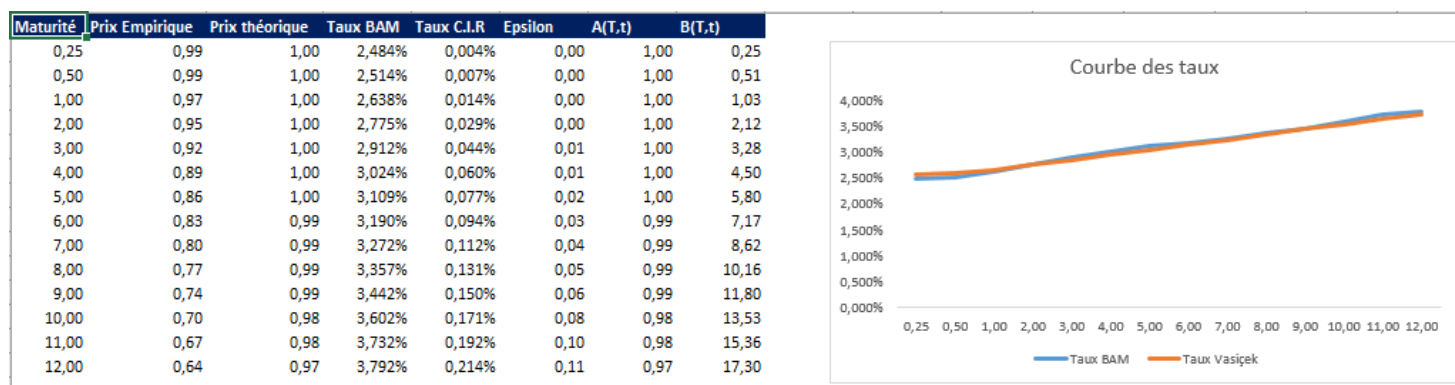 Maturité Prix Empirique Prix théorique Taux BAM Taux C.I.R Epsilon A(T,t) B(T,t)
0,25 0,99 1,00 2,484% 0,004% 0,00 1,00 0,25
0,50 0,99 1,00 2,514% 0,007% 0,00 1,00 0,51
1,00 0,97 1,00 2,638% 0,014% 0,00 1,00 1,03
2,00 0,95 1,00 2,775% 0,029% 0,00 1,00 2,12
3,00 0,92 1,00 2,912% 0,044% 0,01 1,00 3,28
4,00 0,89 1,00 3,024% 0,060% 0,01 1,00 4,50
5,00 0,86 1,00 3,109% 0,077% 0,02 1,00 5,80
6,00 0,83 0,99 3,190% 0,094% 0,03 0,99 7,17
7,00 0,80 0,99 3,272% 0,112% 0,04 0,99 8,62
8,00 0,77 0,99 3,357% 0,131% 0,05 0,99 10,16
9,00 0,74 0,99 3,442% 0,150% 0,06 0,99 11,80
10,00 0,70 0,98 3,602% 0,171% 0,08 0,98 13,53
11,00 0,67 0,98 3,732% 0,192% 0,10 0,98 15,36
12,00 0,64 0,97 3,792% 0,214% 0,11 0,97 17,30
Courbe des taux
4,000%
3,500%
3,000%
2,500%
2,000%
1,500%
1,000%
0,500%
0,000%
0,25 0,50 1,00 2,00 3,00 4,00 5,00 6,00 7,00 8,00 9,00 10,00 11,00 12,00
Taux BAM Taux Vasiçek